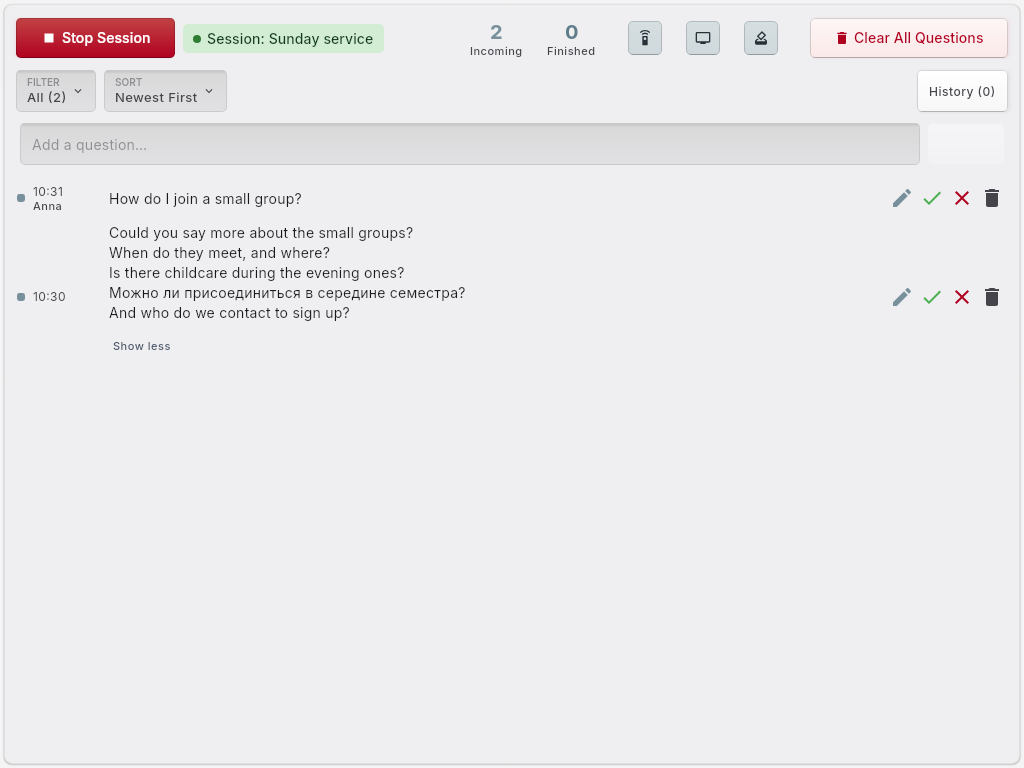 Stop Session
Session: Sunday service
2
Incoming
0
Finished
Clear All Questions
FILTER
All (2)
SORT
Newest First
History (0)
Add a question...
10:31
Anna
How do I join a small group?
10:30
Could you say more about the small groups?
When do they meet, and where?
Is there childcare during the evening ones?
Можно ли присоединиться в середине семестра?
And who do we contact to sign up?
Show less